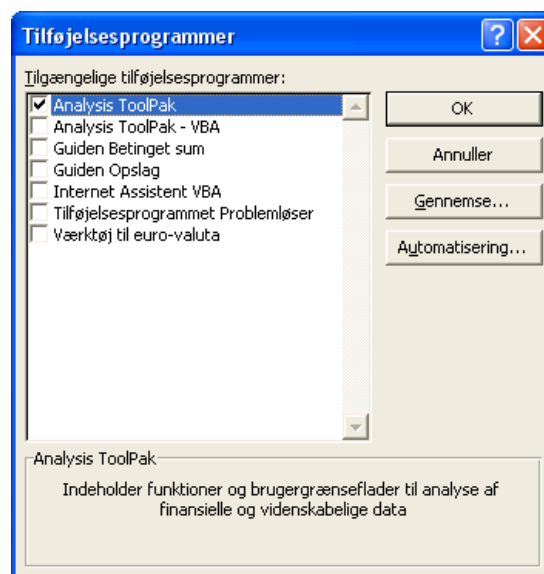 Tilføjelsesprogrammer
Tilgængelige tilføjelsesprogrammer:
Analysis ToolPak
Analysis ToolPak - VBA
Guiden Betinget sum
Guiden Opslag
Internet Assistent VBA
Tilføjelsesprogrammet Problemløser
Værktøj til euro-valuta
OK
Annuller
Gennemse...
Automatisering...
Analysis ToolPak
Indeholder funktioner og brugergrænseflader til analyse af
finansielle og videnskabelige data